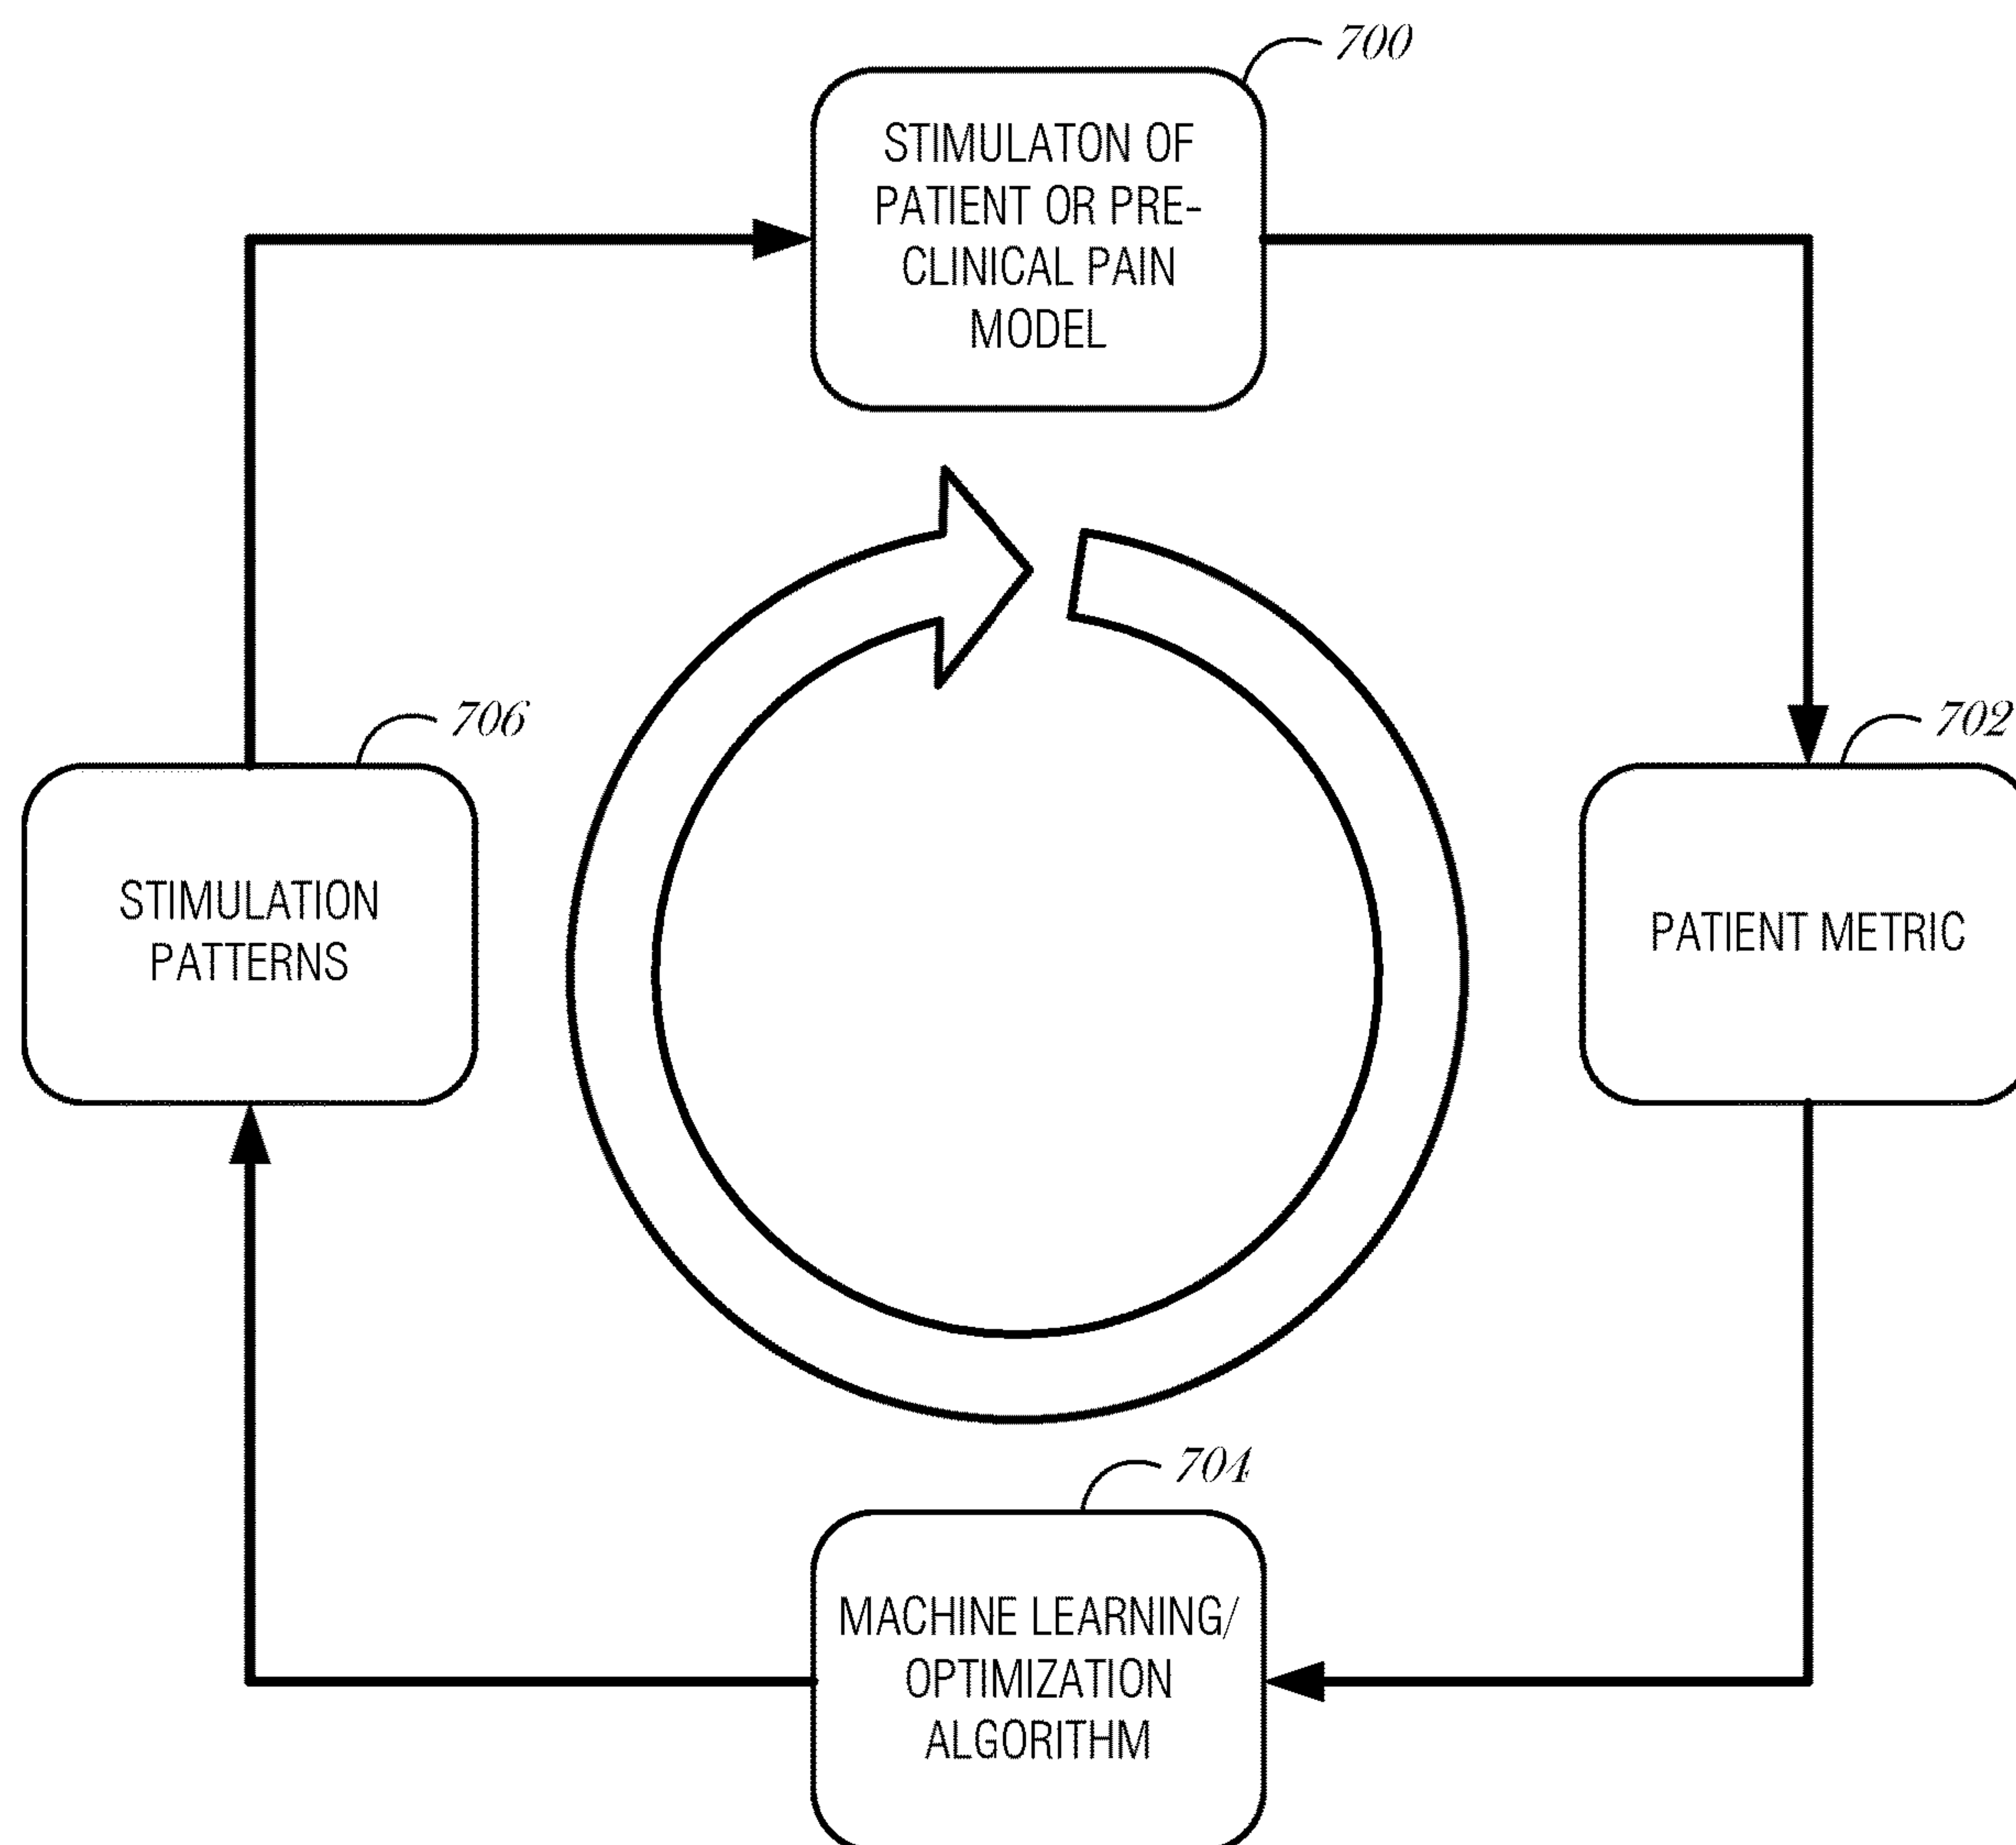 700
STIMULATON OF
PATIENT OR PRE-
CLINICAL PAIN
MODEL
706
STIMULATION
PATTERNS
702
PATIENT METRIC
704
MACHINE LEARNING/
OPTIMIZATION
ALGORITHM